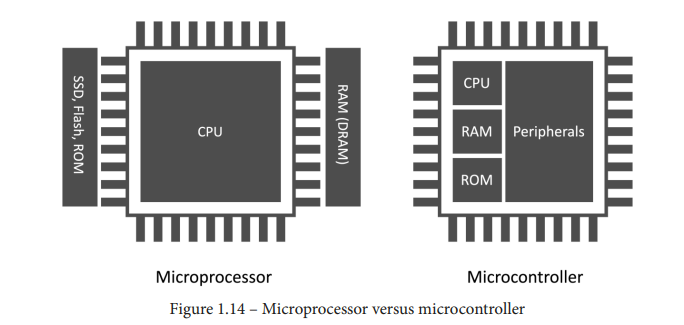 SSD, Flash, ROM
CPU
RAM (DRAM)
CPU
RAM
ROM
Peripherals
Microprocessor
Microcontroller
Figure 1.14 – Microprocessor versus microcontroller